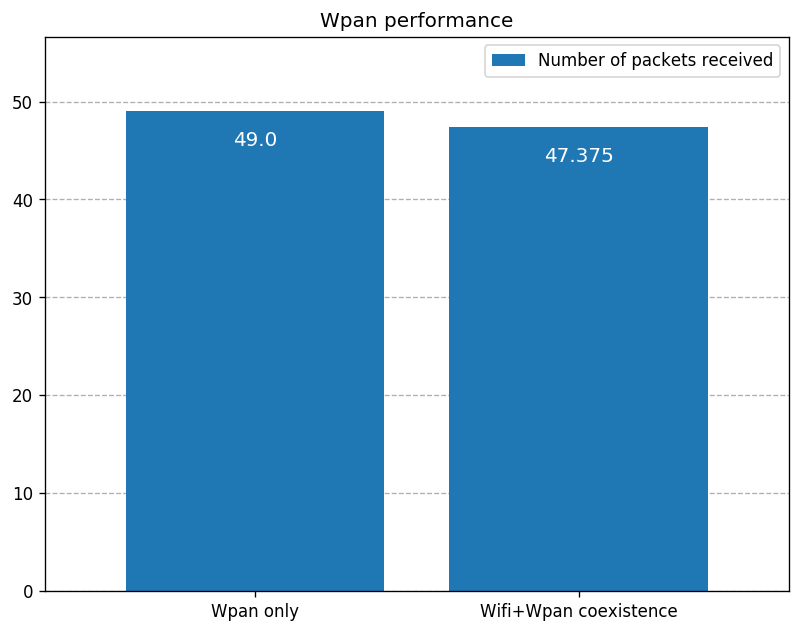 Wpan performance
Number of packets received
50
40
30
20
10
0
49.0
47.375
Wpan only
Wifi+Wpan coexistence